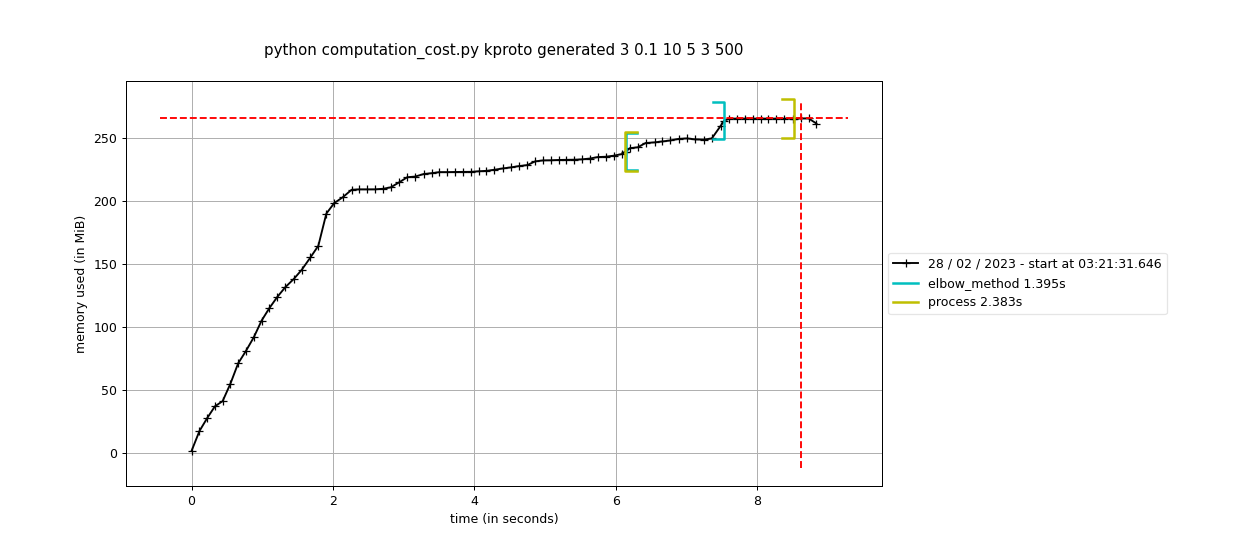 python computation_cost.py kproto generated 3 0.1 10 5 3 500
memory used (in MiB)
250
200
150
100
50
0
0 2 4 6 8
time (in seconds)
28 / 02 / 2023 - start at 03:21:31.646
elbow_method 1.395s
process 2.383s